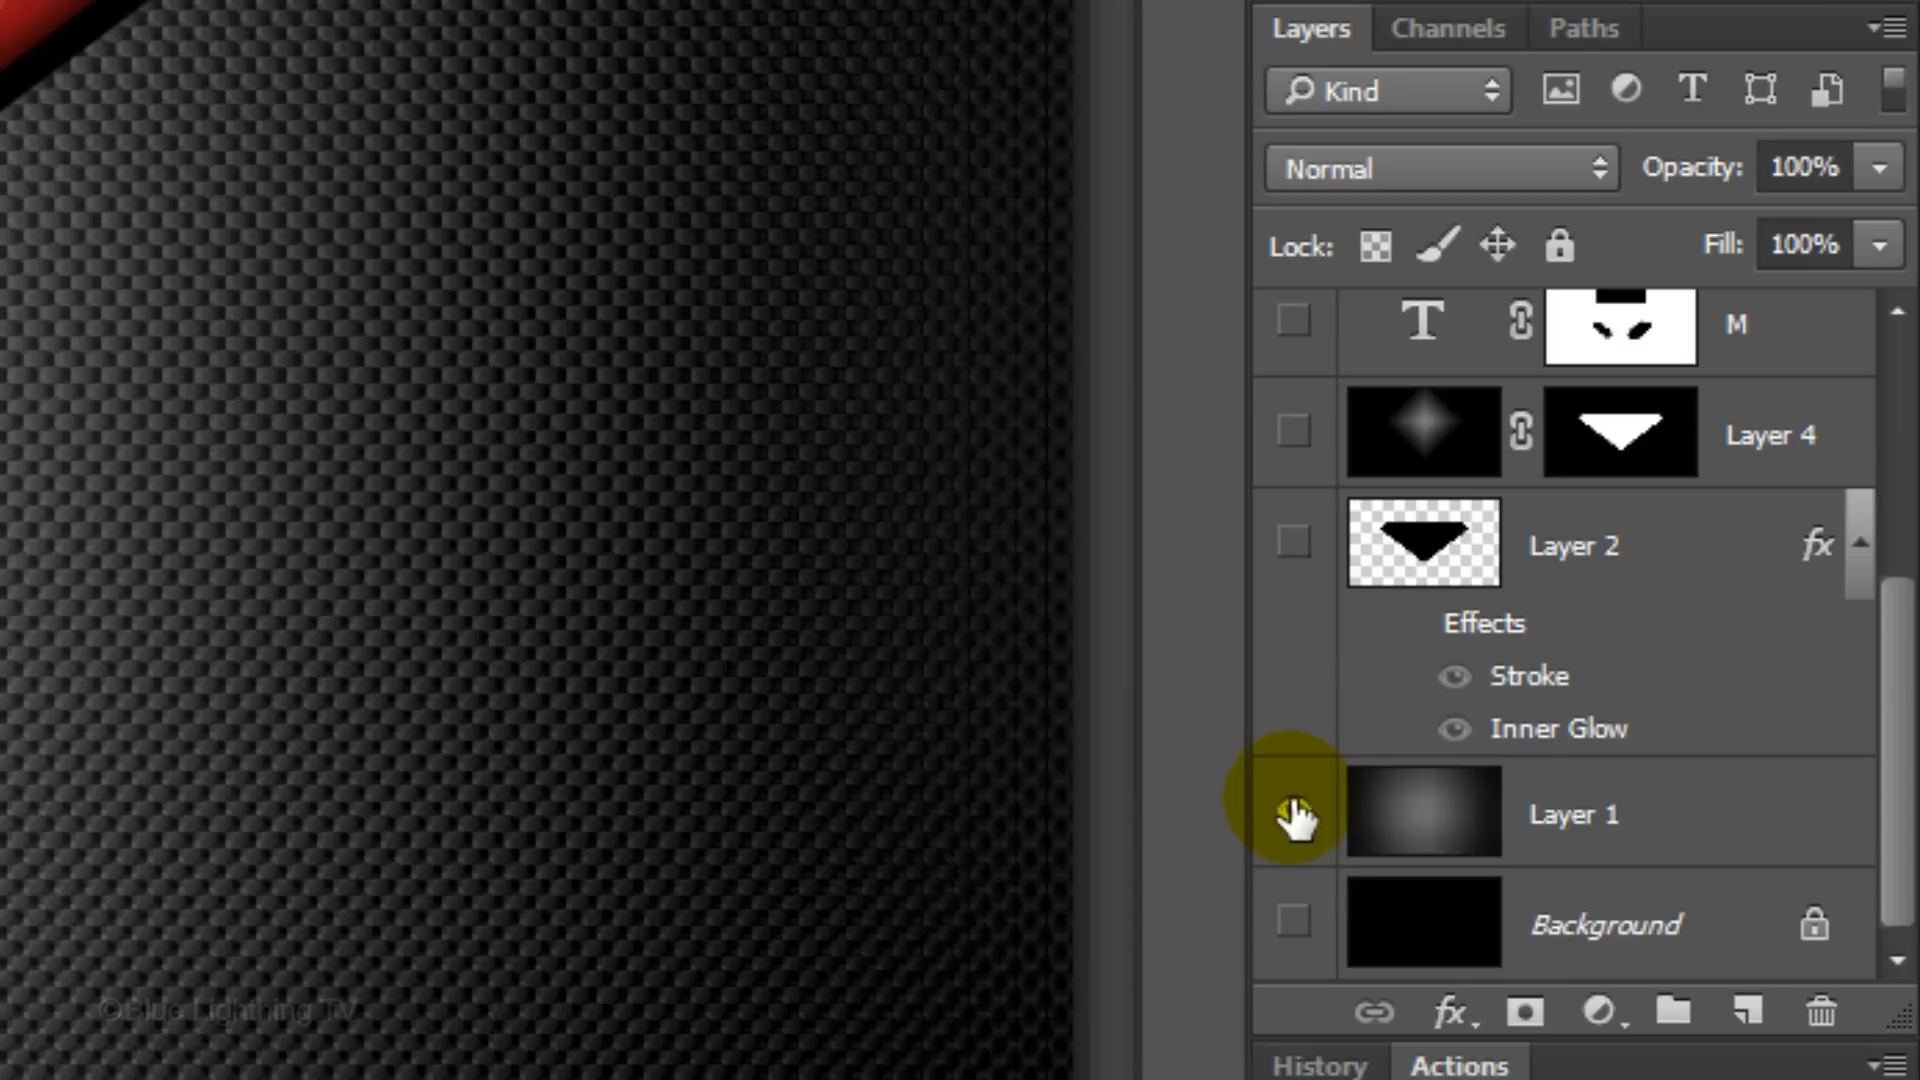 Layers Channels Paths
Kind T
Normal Opacity: 100%
Lock: Fill: 100%
T M
Layer 4
Layer 2 fx
Effects
Stroke
Inner Glow
Layer 1
Background
fx
©Blue Lightning TV
History Actions